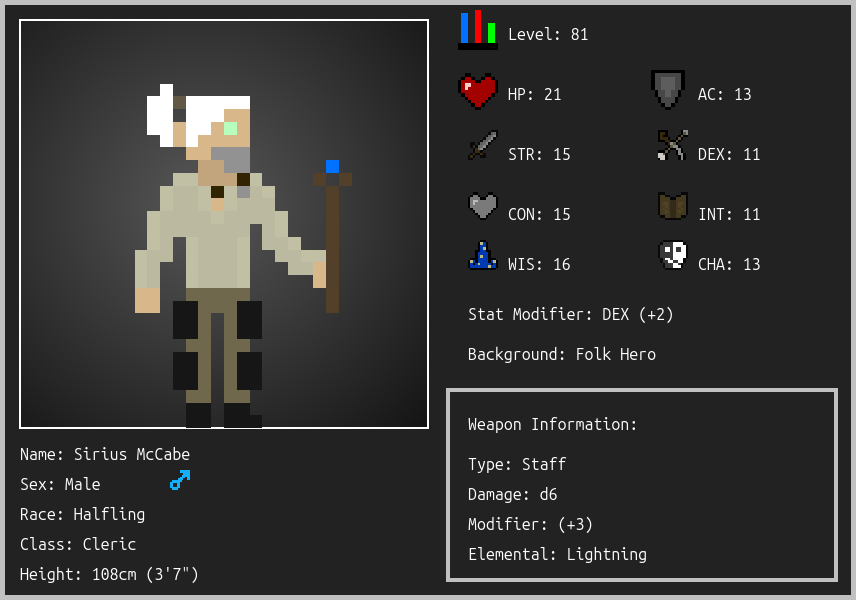 Level: 81
HP: 21
AC: 13
STR: 15
DEX: 11
CON: 15
INT: 11
WIS: 16
CHA: 13
Stat Modifier: DEX (+2)
Background: Folk Hero
Weapon Information:
Type: Staff
Damage: d6
Modifier: (+3)
Elemental: Lightning
Name: Sirius McCabe
Sex: Male
Race: Halfling
Class: Cleric
Height: 108cm (3'7")